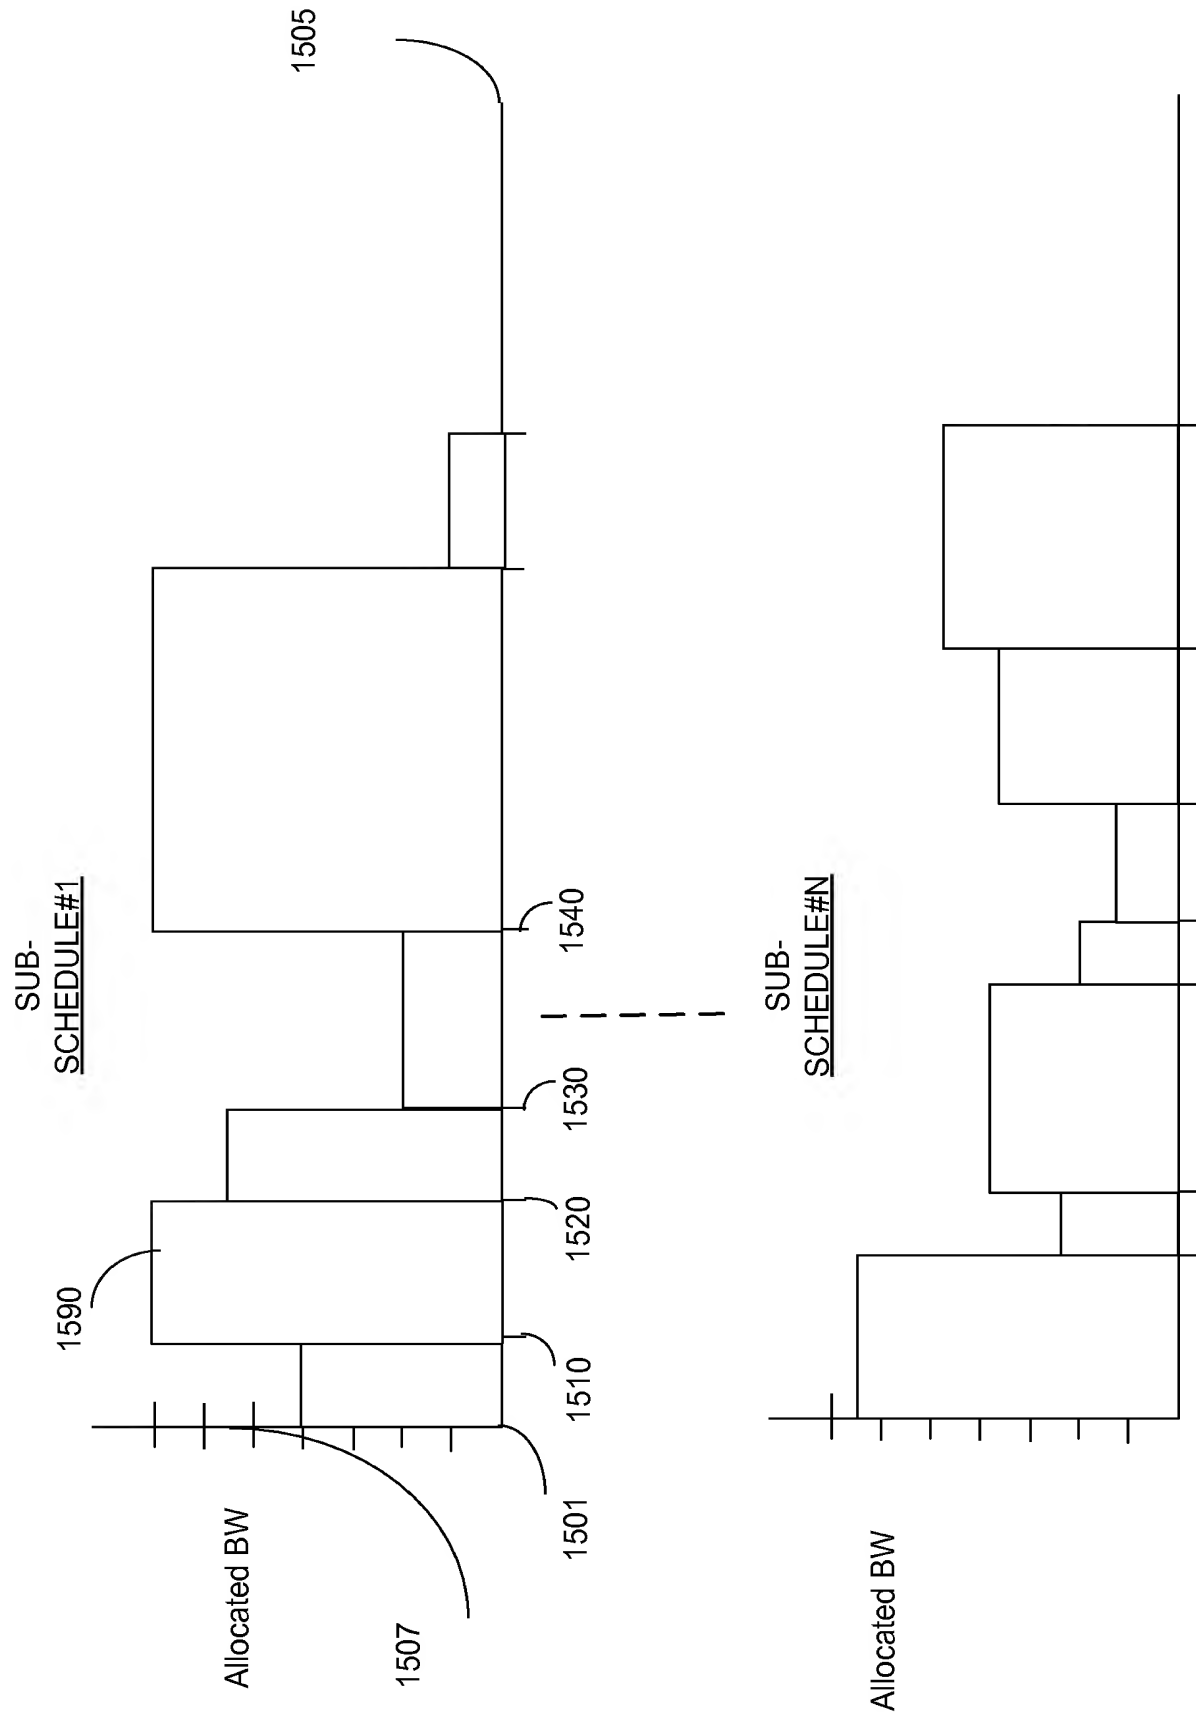 SUB-
SCHEDULE#1
1505
1590
Allocated BW
1507
1501
1510
1520
1530
1540
SUB-
SCHEDULE#N
Allocated BW